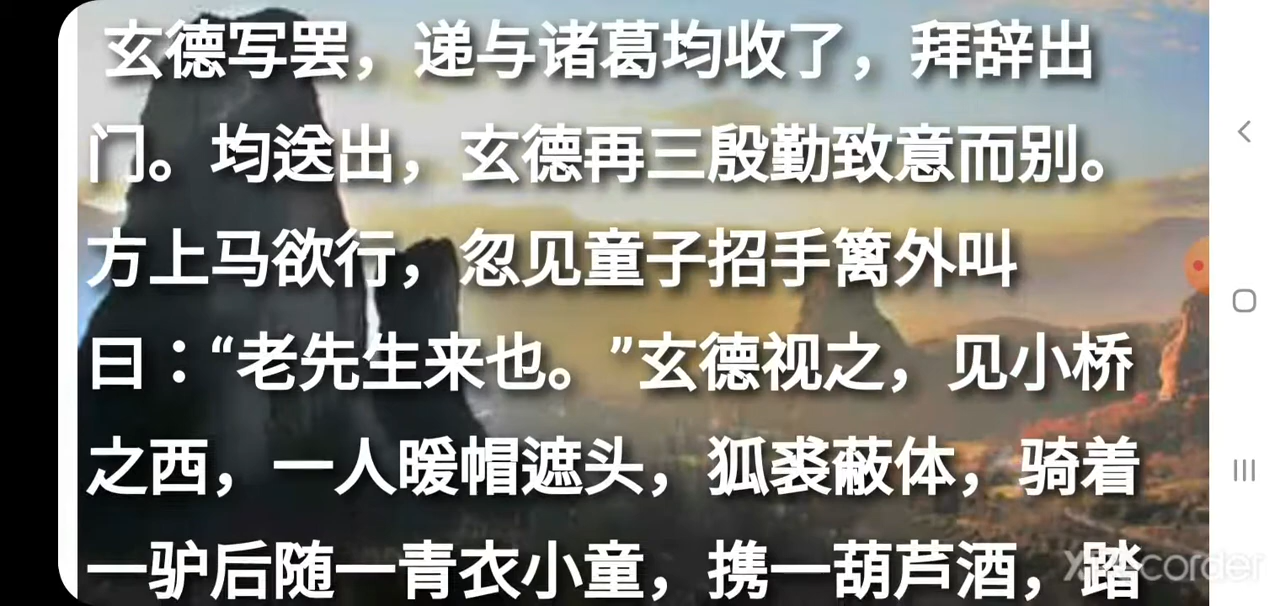 玄德写罢，递与诸葛均收了，拜辞出
门。均送出，玄德再三殷勤致意而别。
方上马欲行，忽见童子招手篱外叫
曰：“老先生来也。”玄德视之，见小桥
之西，一人暖帽遮头，狐裘蔽体，骑着
一驴后随一青衣小童，携一葫芦酒，踏